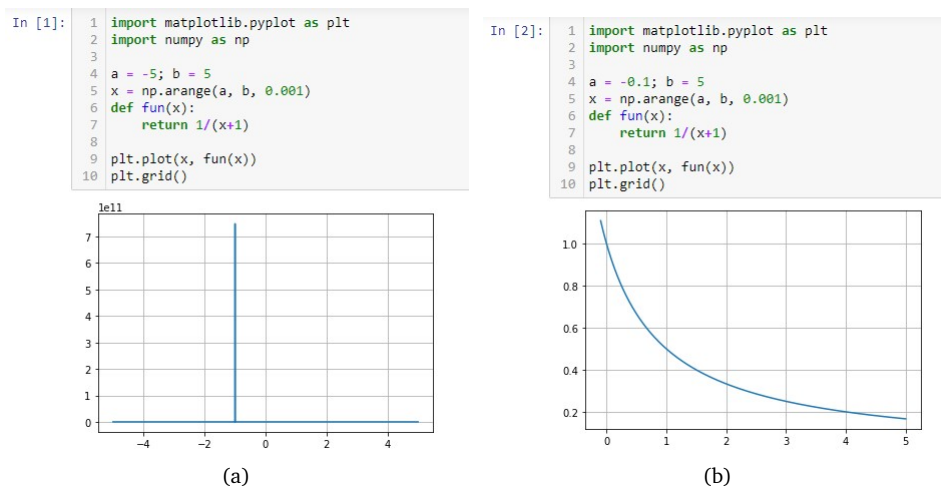 In [1]:
1 import matplotlib.pyplot as plt
2 import numpy as np
3
4 a = -5; b = 5
5 x = np.arange(a, b, 0.001)
6 def fun(x):
7     return 1/(x+1)
8
9 plt.plot(x, fun(x))
10 plt.grid()
1e11
7
6
5
4
3
2
1
0
−4 −2 0 2 4
(a)
In [2]:
1 import matplotlib.pyplot as plt
2 import numpy as np
3
4 a = -0.1; b = 5
5 x = np.arange(a, b, 0.001)
6 def fun(x):
7     return 1/(x+1)
8
9 plt.plot(x, fun(x))
10 plt.grid()
1.0
0.8
0.6
0.4
0.2
0 1 2 3 4 5
(b)